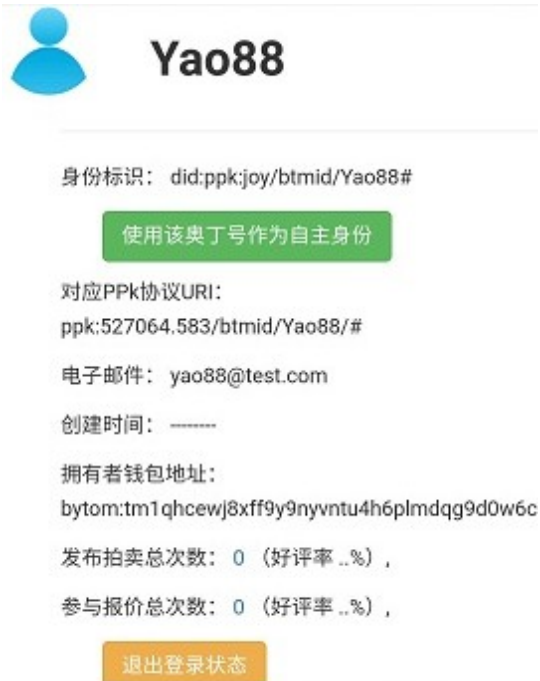 Yao88
身份标识： did:ppk:joy/btmid/Yao88#
使用该奥丁号作为自主身份
对应PPk协议URI：
ppk:527064.583/btmid/Yao88/#
电子邮件： yao88@test.com
创建时间： --------
拥有者钱包地址：
bytom:tm1qhcewj8xff9y9nyvntu4h6plmdqg9d0w6c
发布拍卖总次数： 0 （好评率 ..%）,
参与报价总次数： 0 （好评率 ..%）,
退出登录状态